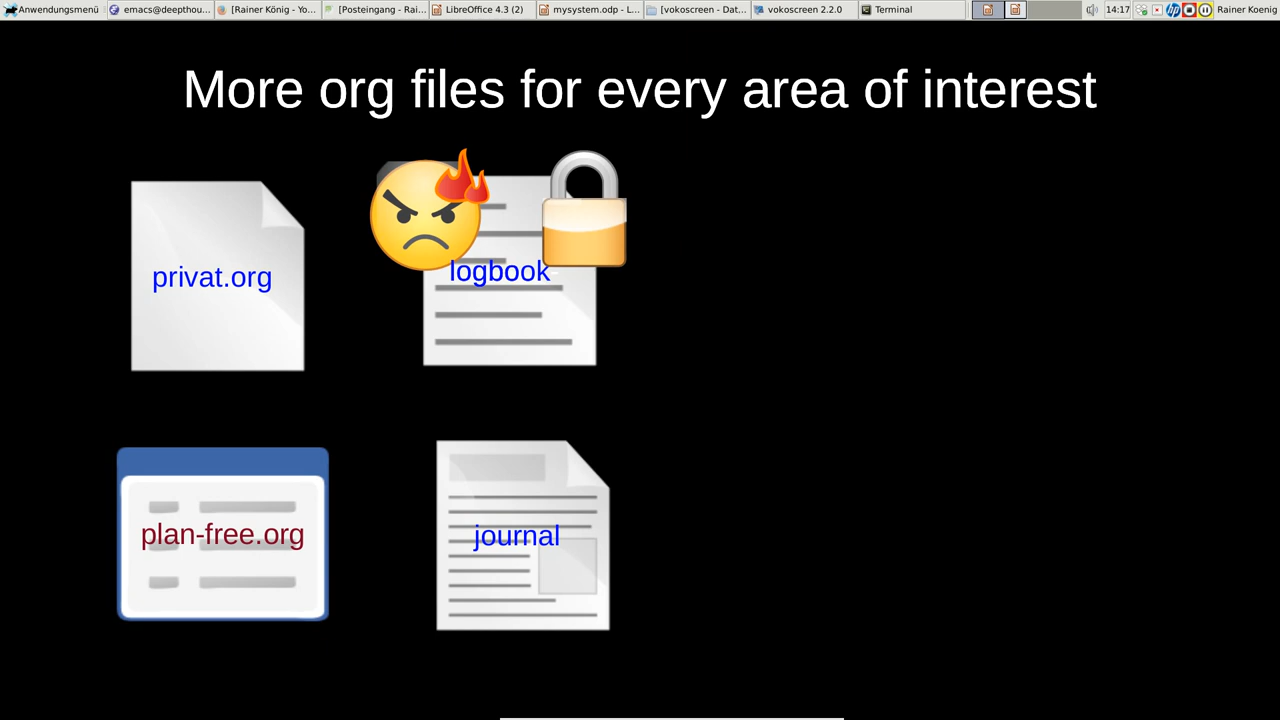 Anwendungsmenü
emacs@deepthou...
[Rainer König - Yo...
[Posteingang - Rai...
LibreOffice 4.3 (2)
mysystem.odp - L...
[vokoscreen - Dat...
vokoscreen 2.2.0
Terminal
14:17
hp
Rainer Koenig
More org files for every area of interest
privat.org
logbook
plan-free.org
journal